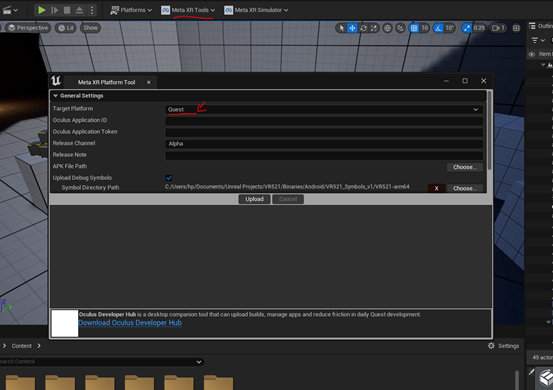 Platforms Meta XR Tools Meta XR Simulator
Perspective Lit Show 10 10° 0.25 1
Outlin
Item
Meta XR Platform Tool
General Settings
Target Platform Quest
Oculus Application ID
Oculus Application Token
Release Channel Alpha
Release Note
APK File Path Choose...
Upload Debug Symbols
Symbol Directory Path C:/Users/hp/Documents/Unreal Projects/VR521/Binaries/Android/VR521_Symbols_v1/VR521-arm64 X Choose...
Upload Cancel
Oculus Developer Hub is a desktop companion tool that can upload builds, manage apps and reduce friction in daily Quest development.
Download Oculus Developer Hub
Content Settings
earch Content 49 actor